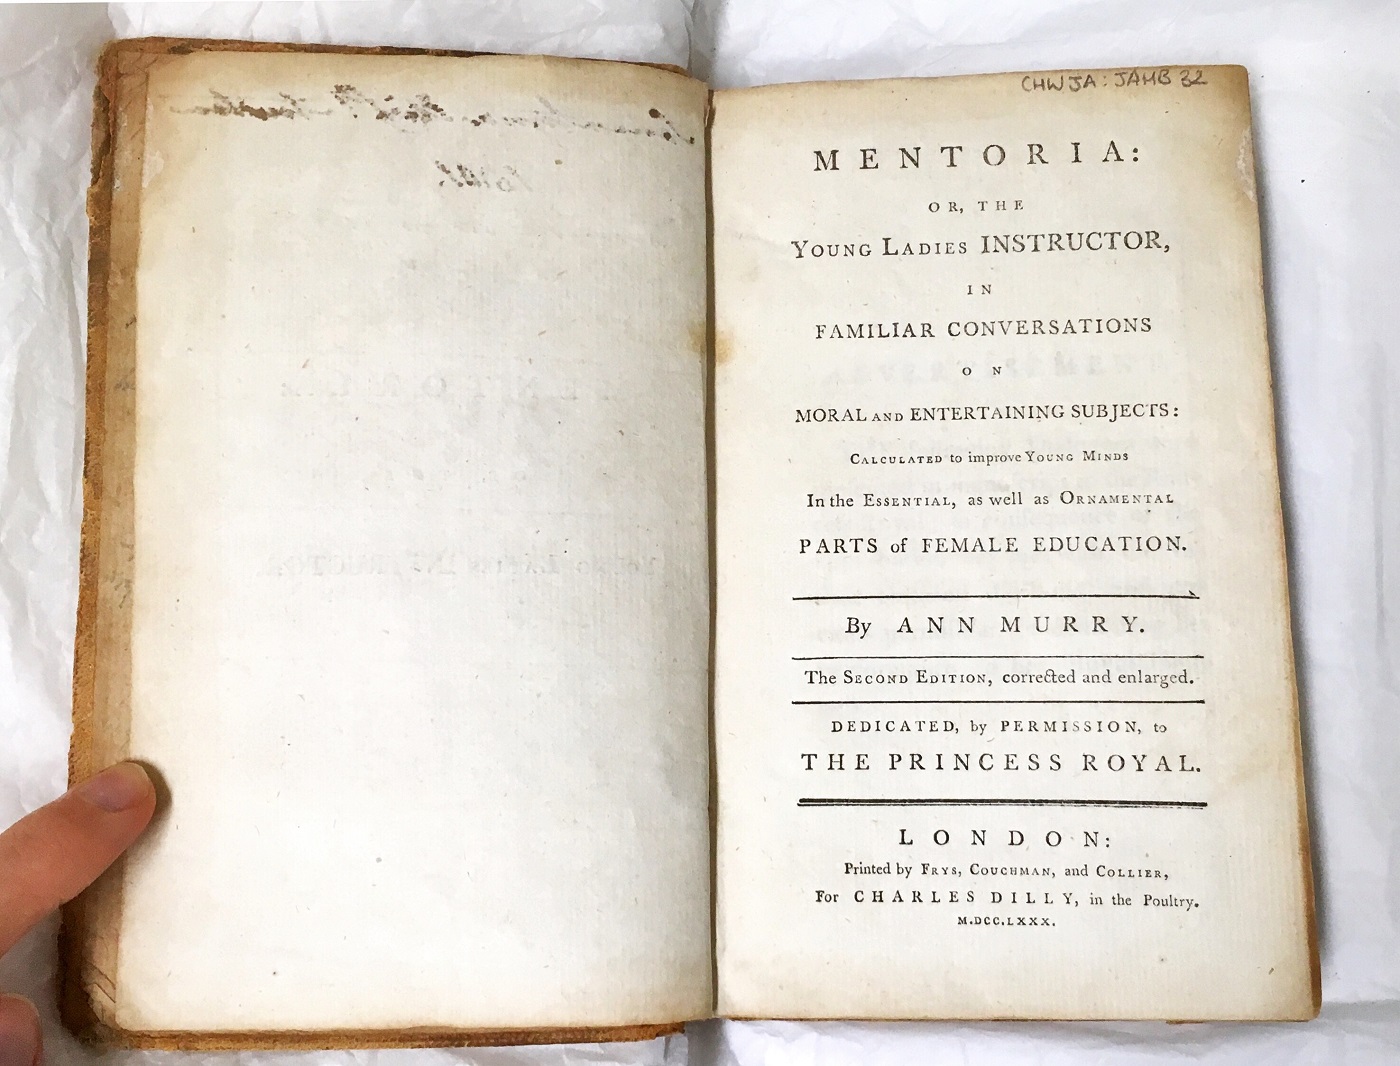 CHWJA: JAHB 32
MENTORIA:
OR, THE
YOUNG LADIES INSTRUCTOR,
IN
FAMILIAR CONVERSATIONS
ON
MORAL AND ENTERTAINING SUBJECTS:
CALCULATED to improve YOUNG MINDS
In the ESSENTIAL, as well as ORNAMENTAL
PARTS of FEMALE EDUCATION.
By ANN MURRY.
The SECOND EDITION, corrected and enlarged.
DEDICATED, by PERMISSION, to
THE PRINCESS ROYAL.
LONDON:
Printed by FRYS, COUCHMAN, and COLLIER,
For CHARLES DILLY, in the Poultry.
M.DCC.LXXX.